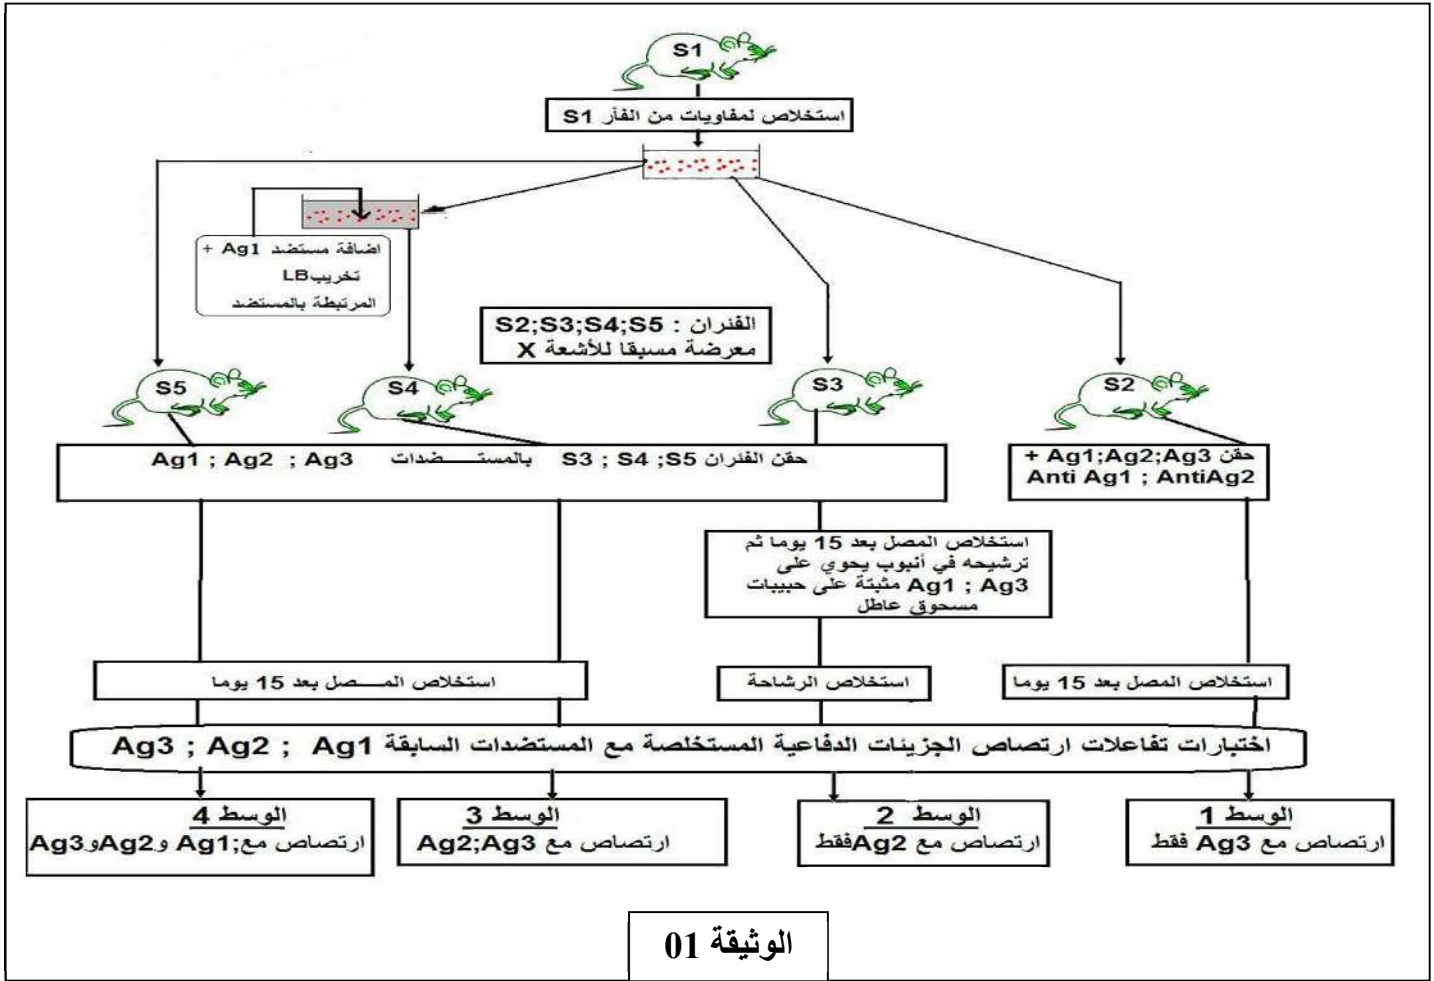 S1
استخلاص لمفاويات من الفأر S1
اضافة مستضد Ag1 +
تخريب LB
المرتبطة بالمستضد
الفئران : S2;S3;S4;S5
معرضة مسبقا للأشعة X
S5
S4
S3
S2
حقن الفئران S3 ; S4 ;S5 بالمستضدات Ag1 ; Ag2 ; Ag3
حقن Ag1;Ag2;Ag3 +
Anti Ag1 ; AntiAg2
استخلاص المصل بعد 15 يوما ثم
ترشيحه في أنبوب يحوي على
Ag1 ; Ag3 مثبتة على حبيبات
مسحوق عاطل
استخلاص المصل بعد 15 يوما
استخلاص الرشاحة
استخلاص المصل بعد 15 يوما
اختبارات تفاعلات ارتصاص الجزيئات الدفاعية المستخلصة مع المستضدات السابقة Ag3 ; Ag2 ; Ag1
الوسط 4
ارتصاص مع Ag1; وAg2 وAg3
الوسط 3
ارتصاص مع Ag2;Ag3
الوسط 2
ارتصاص مع Ag2 فقط
الوسط 1
ارتصاص مع Ag3 فقط
الوثيقة 01